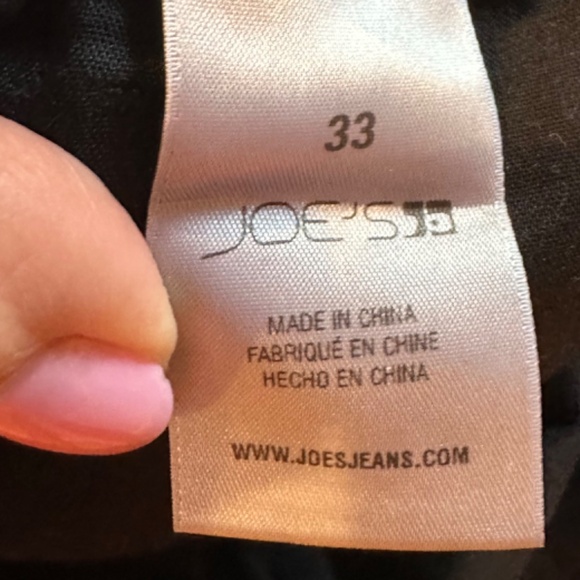 33
JOE'S
MADE IN CHINA
FABRIQUÉ EN CHINE
HECHO EN CHINA
WWW.JOESJEANS.COM